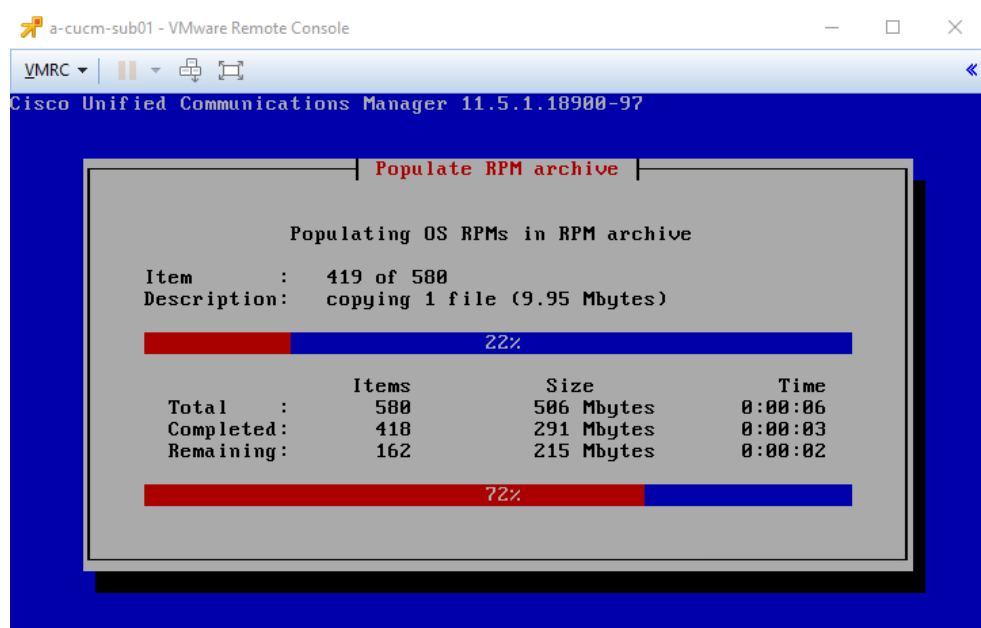 a-cucm-sub01 - VMware Remote Console
VMRC
Cisco Unified Communications Manager 11.5.1.18900-97
Populate RPM archive
Populating OS RPMs in RPM archive
Item : 419 of 580
Description: copying 1 file (9.95 Mbytes)
22%
Items Size Time
Total : 580 506 Mbytes 0:00:06
Completed: 418 291 Mbytes 0:00:03
Remaining: 162 215 Mbytes 0:00:02
72%